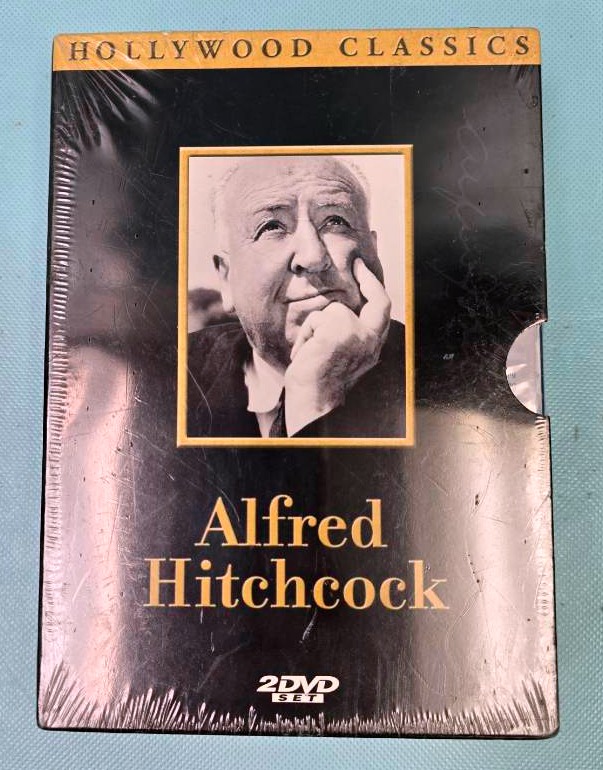 HOLLYWOOD CLASSICS
Alfred
Hitchcock
2DVD
SET